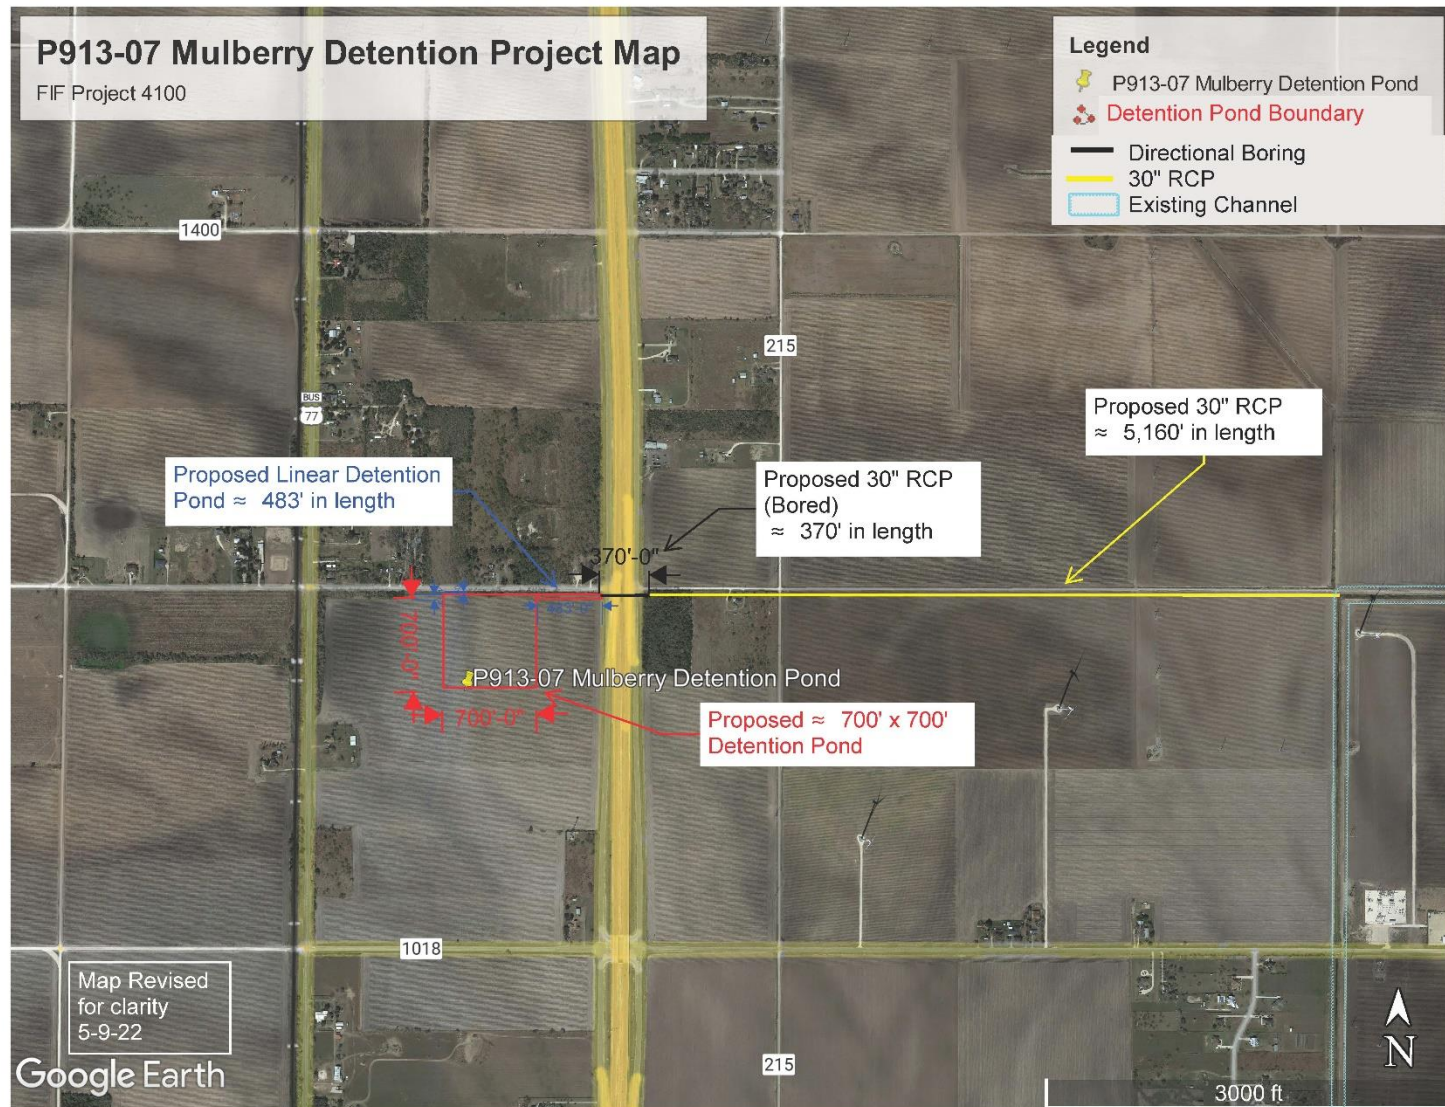 P913-07 Mulberry Detention Project Map
FIF Project 4100
Legend
P913-07 Mulberry Detention Pond
Detention Pond Boundary
Directional Boring
30" RCP
Existing Channel
1400
215
BUS
77
Proposed 30" RCP
≈ 5,160' in length
Proposed Linear Detention
Pond ≈ 483' in length
Proposed 30" RCP
(Bored)
≈ 370' in length
370'-0"
483'-0"
700'-0"
P913-07 Mulberry Detention Pond
700'-0"
Proposed ≈ 700' x 700'
Detention Pond
1018
Map Revised
for clarity
5-9-22
Google Earth
215
N
3000 ft